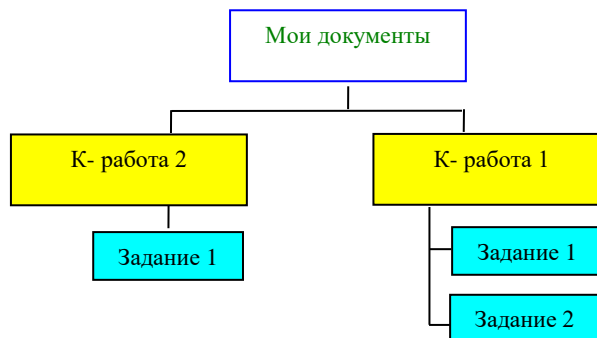 Мои документы
К- работа 2
К- работа 1
Задание 1
Задание 1
Задание 2